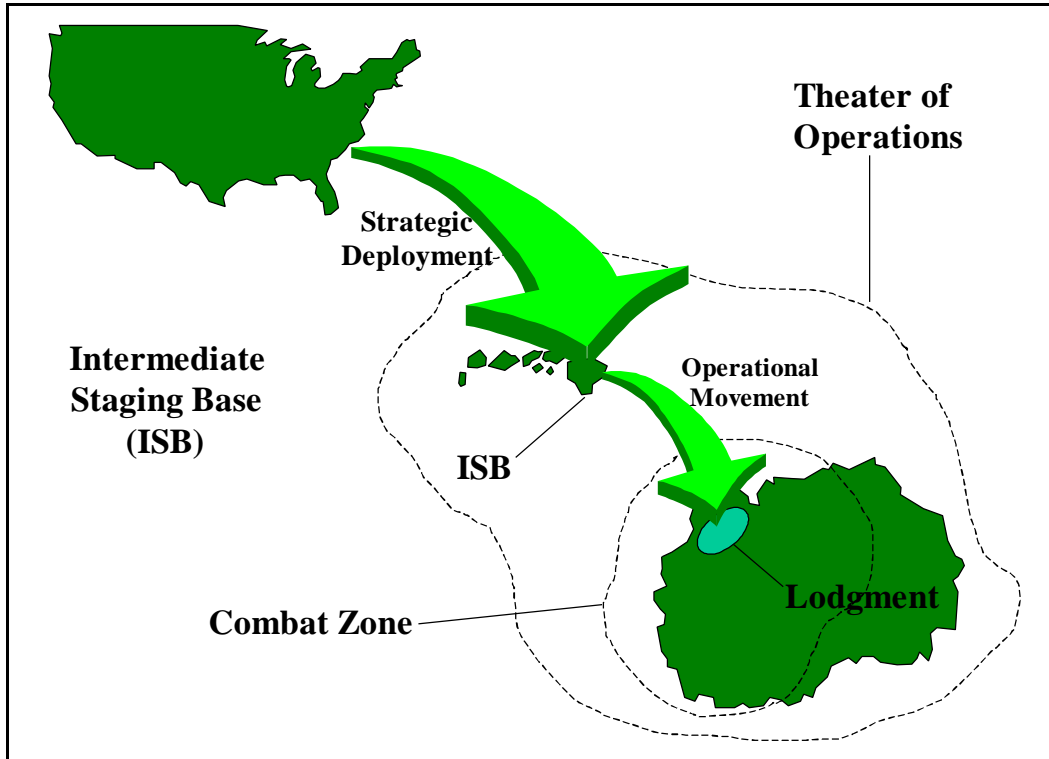 Theater of
Operations
Strategic
Deployment
Intermediate
Staging Base
(ISB)
Operational
Movement
ISB
Lodgment
Combat Zone